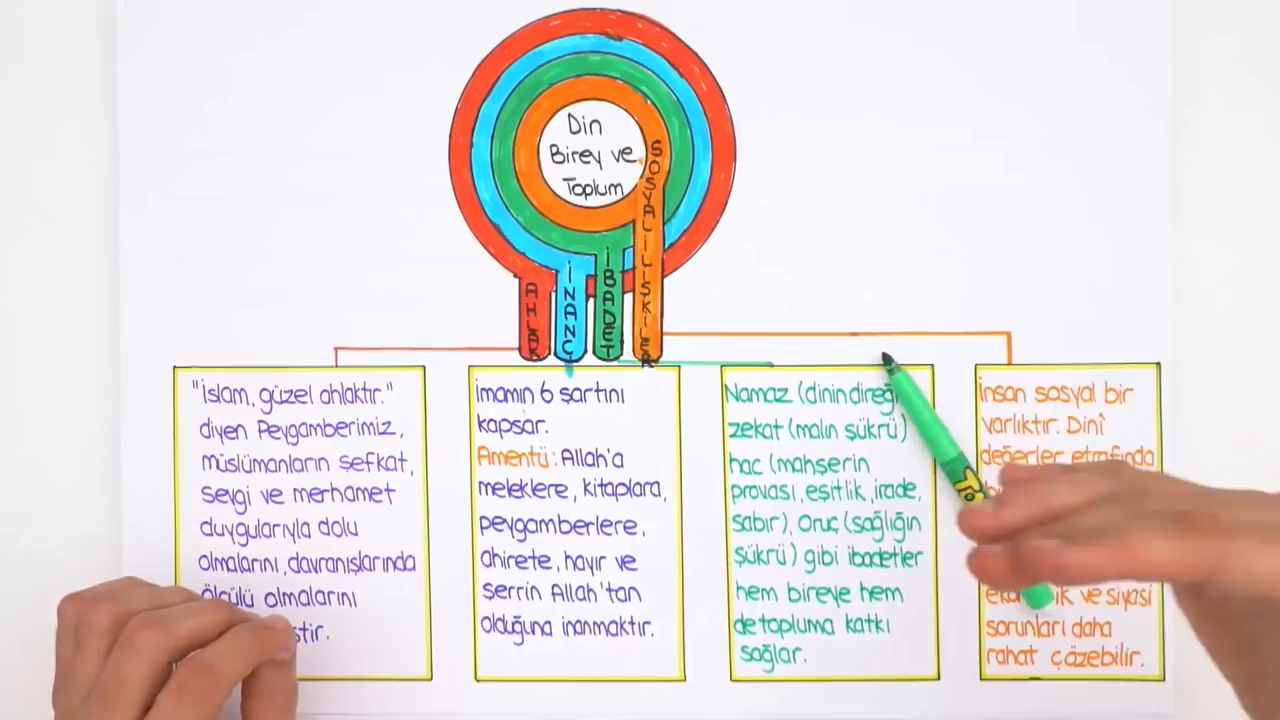 Din
Birey ve
Toplum
SOSYAL İLİŞKİLER
İBADET
İNANÇ
AHLAK
"İslam, güzel ahlaktır."
diyen Peygamberimiz,
müslümanların şefkat,
sevgi ve merhamet
duygularıyla dolu
olmalarını, davranışlarında
ölçülü olmalarını
imanın 6 şartını
kapsar.
Amentü: Allah'a
meleklere, kitaplara,
peygamberlere,
ahirete, hayır ve
şerrin Allah'tan
olduğuna inanmaktır.
Namaz (dinin direği
zekat (malın şükrü)
hac (mahşerin
provası, eşitlik, irade,
sabır), Oruç (sağlığın
şükrü) gibi ibadetler
hem bireye hem
de topluma katkı
sağlar.
İnsan sosyal bir
varlıktır. Dinî
değerler etrafında
ve siyasi
sorunları daha
rahat çözebilir.